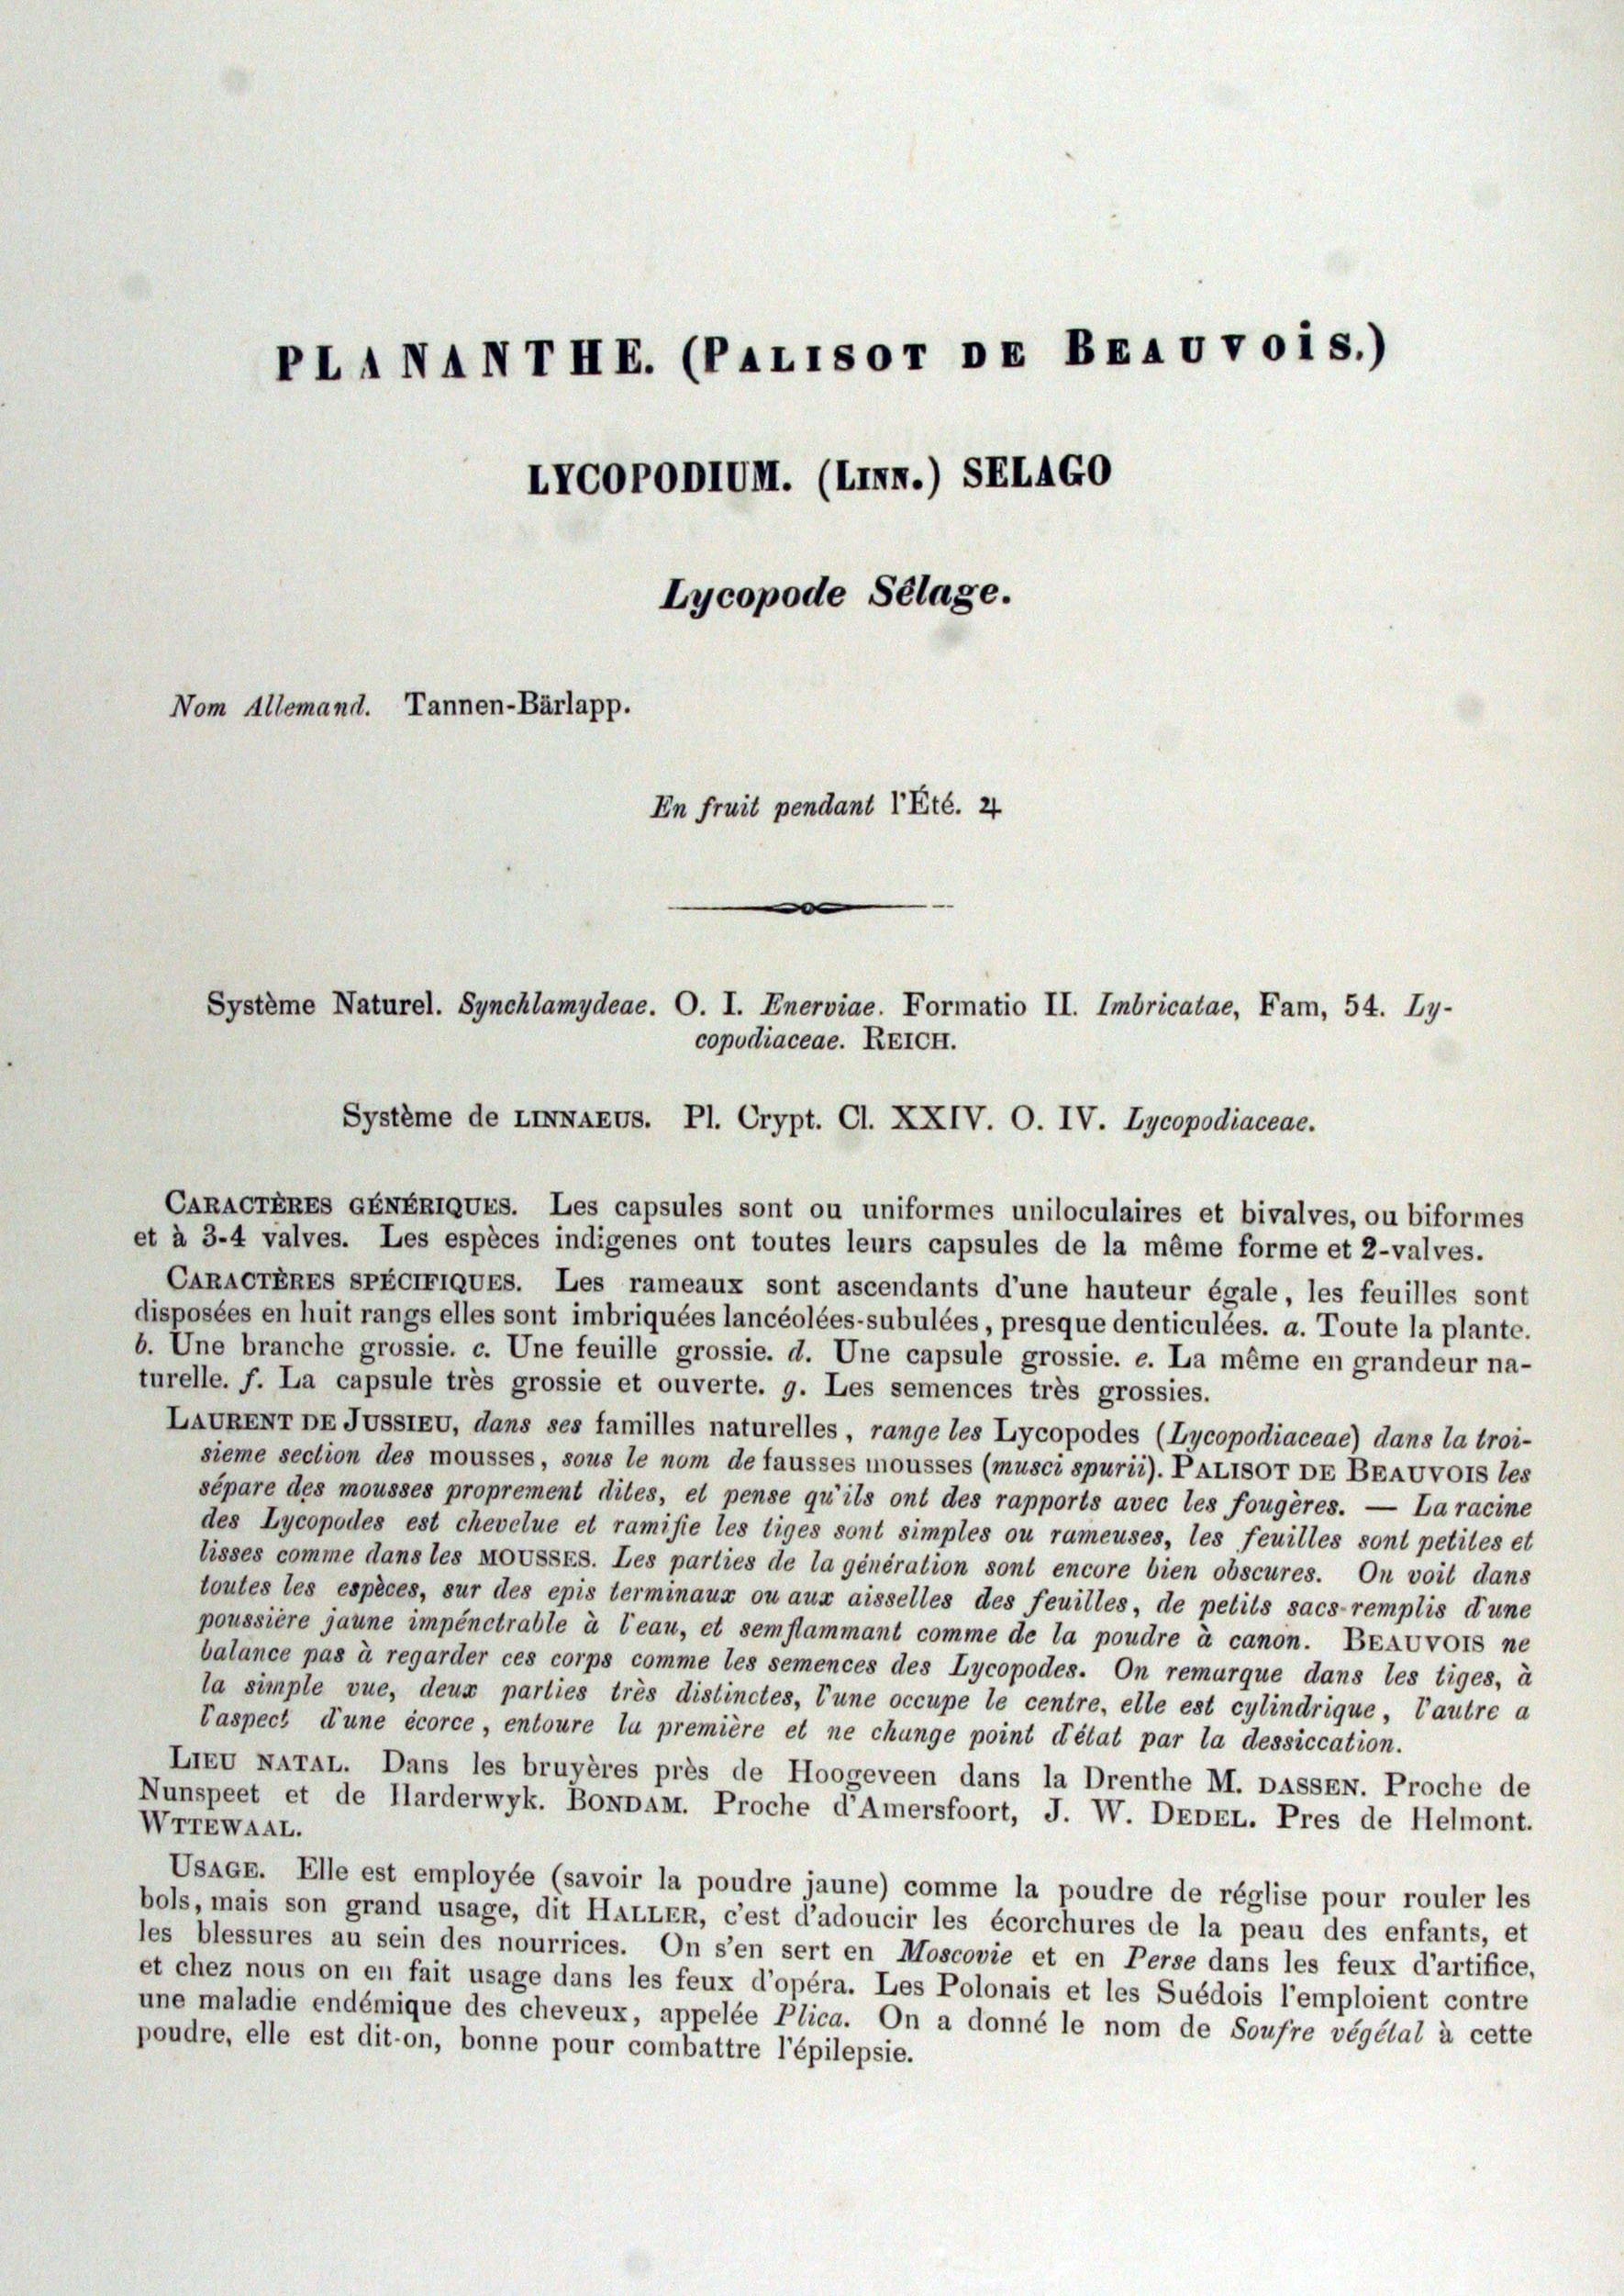 PLANANTHE. (PALISOT DE BEAUVOIS.)
LYCOPODIUM. (LINN.) SELAGO
Lycopode Sélage.
Nom Allemand. Tannen-Bärlapp.
En fruit pendant l'Eté. ♃
Système Naturel. Synchlamydeae. O. I. Enerviae. Formatio II. Imbricatae, Fam, 54. Ly-
copodiaceae. REICH.
Système de LINNAEUS. Pl. Crypt. Cl. XXIV. O. IV. Lycopodiaceae.
CARACTÈRES GÉNÉRIQUES. Les capsules sont ou uniformes uniloculaires et bivalves, ou biformes
et à 3-4 valves. Les espèces indigenes ont toutes leurs capsules de la même forme et 2-valves.
CARACTÈRES SPÉCIFIQUES. Les rameaux sont ascendants d'une hauteur égale, les feuilles sont
disposées en huit rangs elles sont imbriquées lancéolées-subulées, presque denticulées. a. Toute la plante.
b. Une branche grossie. c. Une feuille grossie. d. Une capsule grossie. e. La même en grandeur na-
turelle. f. La capsule très grossie et ouverte. g. Les semences très grossies.
LAURENT DE JUSSIEU, dans ses familles naturelles, range les Lycopodes (Lycopodiaceae) dans la troi-
sieme section des mousses, sous le nom de fausses mousses (musci spurii). PALISOT DE BEAUVOIS les
sépare des mousses proprement dites, et pense qu'ils ont des rapports avec les fougères. — La racine
des Lycopodes est chevelue et ramifie les tiges sont simples ou rameuses, les feuilles sont petites et
lisses comme dans les MOUSSES. Les parties de la génération sont encore bien obscures. On voit dans
toutes les espèces, sur des epis terminaux ou aux aisselles des feuilles, de petits sacs-remplis d'une
poussière jaune impénetrable à l'eau, et semflammant comme de la poudre à canon. BEAUVOIS ne
balance pas à regarder ces corps comme les semences des Lycopodes. On remarque dans les tiges, à
la simple vue, deux parties très distinctes, l'une occupe le centre, elle est cylindrique, l'autre a
l'aspect d'une écorce, entoure la première et ne change point d'état par la dessiccation.
LIEU NATAL. Dans les bruyères près de Hoogeveen dans la Drenthe M. DASSEN. Proche de
Nunspeet et de Harderwyk. BONDAM. Proche d'Amersfoort, J. W. DEDEL. Pres de Helmont.
WTTEWAAL.
USAGE. Elle est employée (savoir la poudre jaune) comme la poudre de réglise pour rouler les
bols, mais son grand usage, dit HALLER, c'est d'adoucir les écorchures de la peau des enfants, et
les blessures au sein des nourrices. On s'en sert en Moscovie et en Perse dans les feux d'artifice,
et chez nous on en fait usage dans les feux d'opéra. Les Polonais et les Suédois l'emploient contre
une maladie endémique des cheveux, appelée Plica. On a donné le nom de Soufre végétal à cette
poudre, elle est dit-on, bonne pour combattre l'épilepsie.